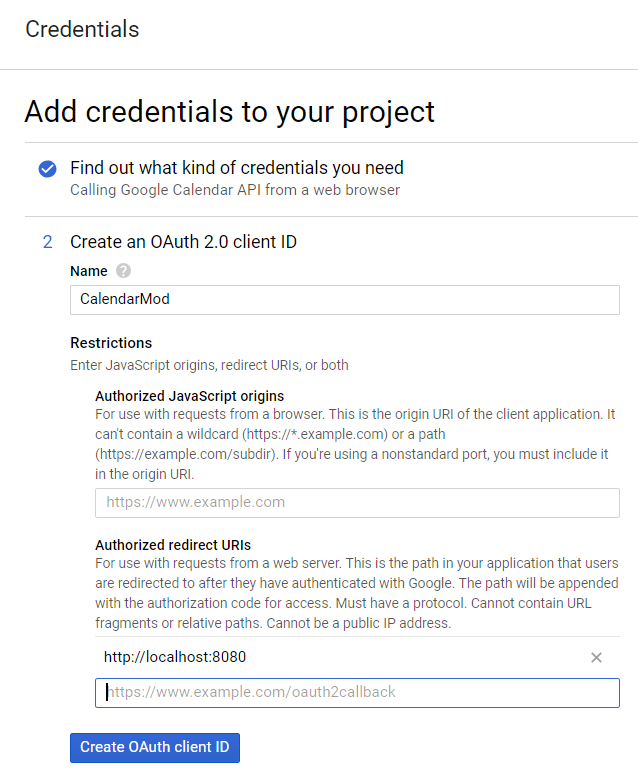 Credentials
Add credentials to your project
Find out what kind of credentials you need
Calling Google Calendar API from a web browser
2 Create an OAuth 2.0 client ID
Name ?
CalendarMod
Restrictions
Enter JavaScript origins, redirect URIs, or both
Authorized JavaScript origins
For use with requests from a browser. This is the origin URI of the client application. It
can't contain a wildcard (https://*.example.com) or a path
(https://example.com/subdir). If you're using a nonstandard port, you must include it
in the origin URI.
https://www.example.com
Authorized redirect URIs
For use with requests from a web server. This is the path in your application that users
are redirected to after they have authenticated with Google. The path will be appended
with the authorization code for access. Must have a protocol. Cannot contain URL
fragments or relative paths. Cannot be a public IP address.
http://localhost:8080
https://www.example.com/oauth2callback
Create OAuth client ID